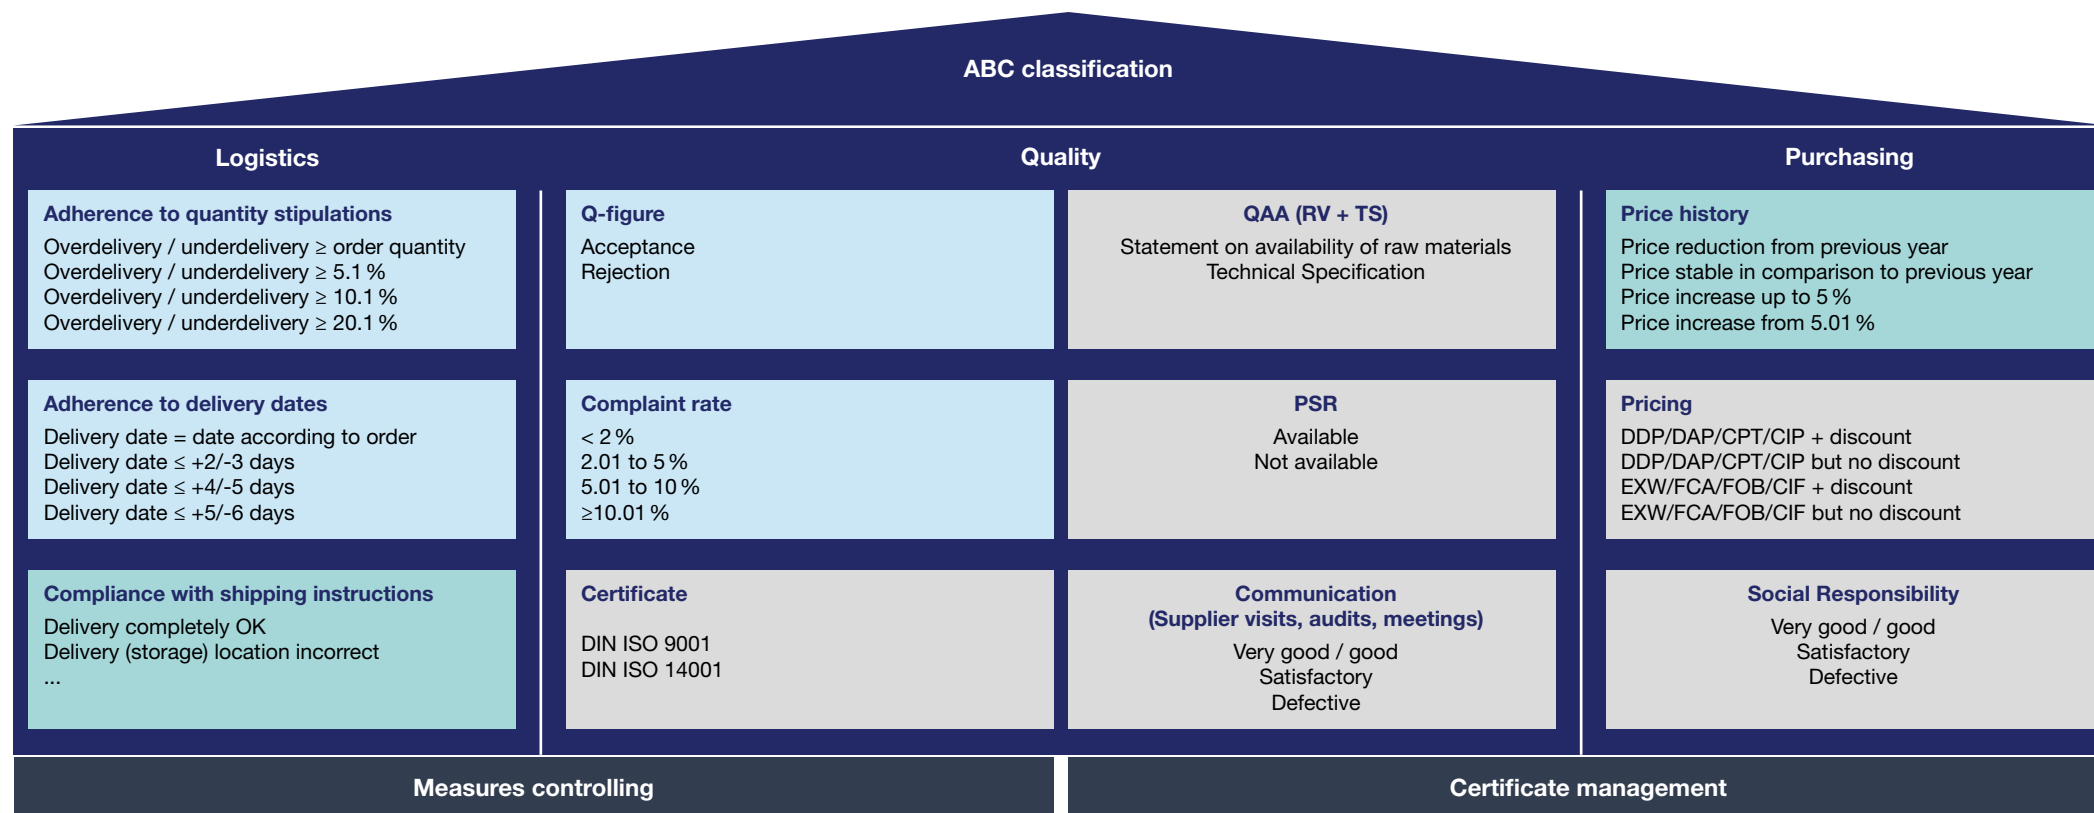 ABC classification
Logistics
Quality
Purchasing
Adherence to quantity stipulations
Overdelivery / underdelivery ≥ order quantity
Overdelivery / underdelivery ≥ 5.1 %
Overdelivery / underdelivery ≥ 10.1 %
Overdelivery / underdelivery ≥ 20.1 %
Q-figure
Acceptance
Rejection
QAA (RV + TS)
Statement on availability of raw materials
Technical Specification
Price history
Price reduction from previous year
Price stable in comparison to previous year
Price increase up to 5 %
Price increase from 5.01 %
Adherence to delivery dates
Delivery date = date according to order
Delivery date ≤ +2/-3 days
Delivery date ≤ +4/-5 days
Delivery date ≤ +5/-6 days
Complaint rate
< 2 %
2.01 to 5 %
5.01 to 10 %
≥10.01 %
PSR
Available
Not available
Pricing
DDP/DAP/CPT/CIP + discount
DDP/DAP/CPT/CIP but no discount
EXW/FCA/FOB/CIF + discount
EXW/FCA/FOB/CIF but no discount
Compliance with shipping instructions
Delivery completely OK
Delivery (storage) location incorrect
...
Certificate
DIN ISO 9001
DIN ISO 14001
Communication
(Supplier visits, audits, meetings)
Very good / good
Satisfactory
Defective
Social Responsibility
Very good / good
Satisfactory
Defective
Measures controlling
Certificate management